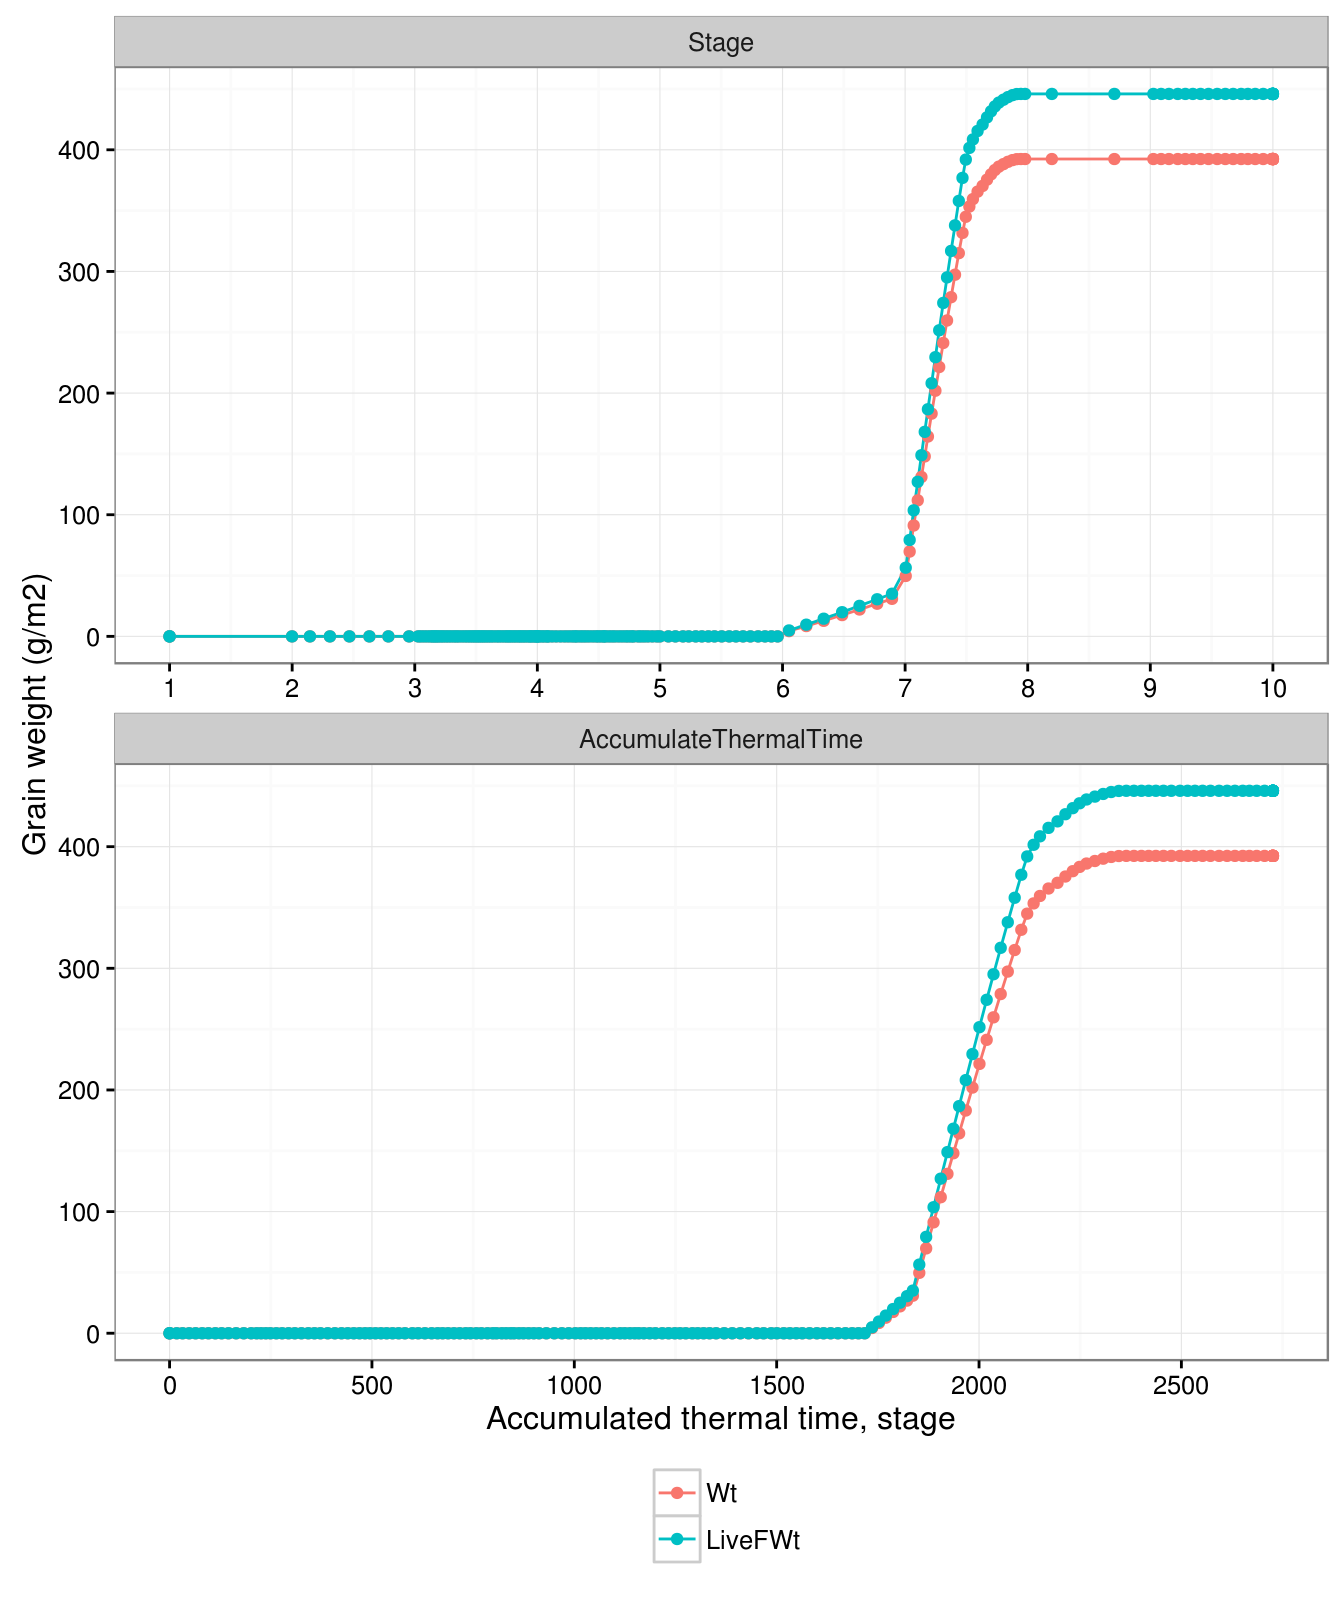 Stage
400
300
200
100
0
1 2 3 4 5 6 7 8 9 10
Grain weight (g/m2)
AccumulateThermalTime
400
300
200
100
0
0 500 1000 1500 2000 2500
Accumulated thermal time, stage
Wt
LiveFWt